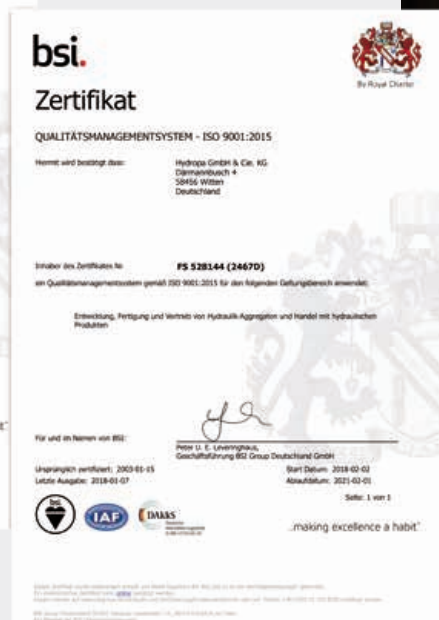 bsi.
By Royal Charter
Zertifikat
QUALITÄTSMANAGEMENTSYSTEM - ISO 9001:2015
Hiermit wird bestätigt dass:
Hydropa GmbH & Cie. KG
Därmannbusch 4
58456 Witten
Deutschland
Inhaber des Zertifikates Nr.
FS 528144 (2467D)
ein Qualitätsmanagementsystem gemäß ISO 9001:2015 für den folgenden Geltungsbereich anwendet:
Entwicklung, Fertigung und Vertrieb von Hydraulik-Aggregaten und Handel mit hydraulischen
Produkten
Für und im Namen von BSI:
Peter U. E. Leveringhaus,
Geschäftsführung BSI Group Deutschland GmbH
Ursprünglich zertifiziert: 2003-01-15
Start Datum: 2018-02-02
Letzte Ausgabe: 2018-01-07
Ablaufdatum: 2021-02-01
Seite: 1 von 1
bsi.
IAF
DAkkS
...making excellence a habit™